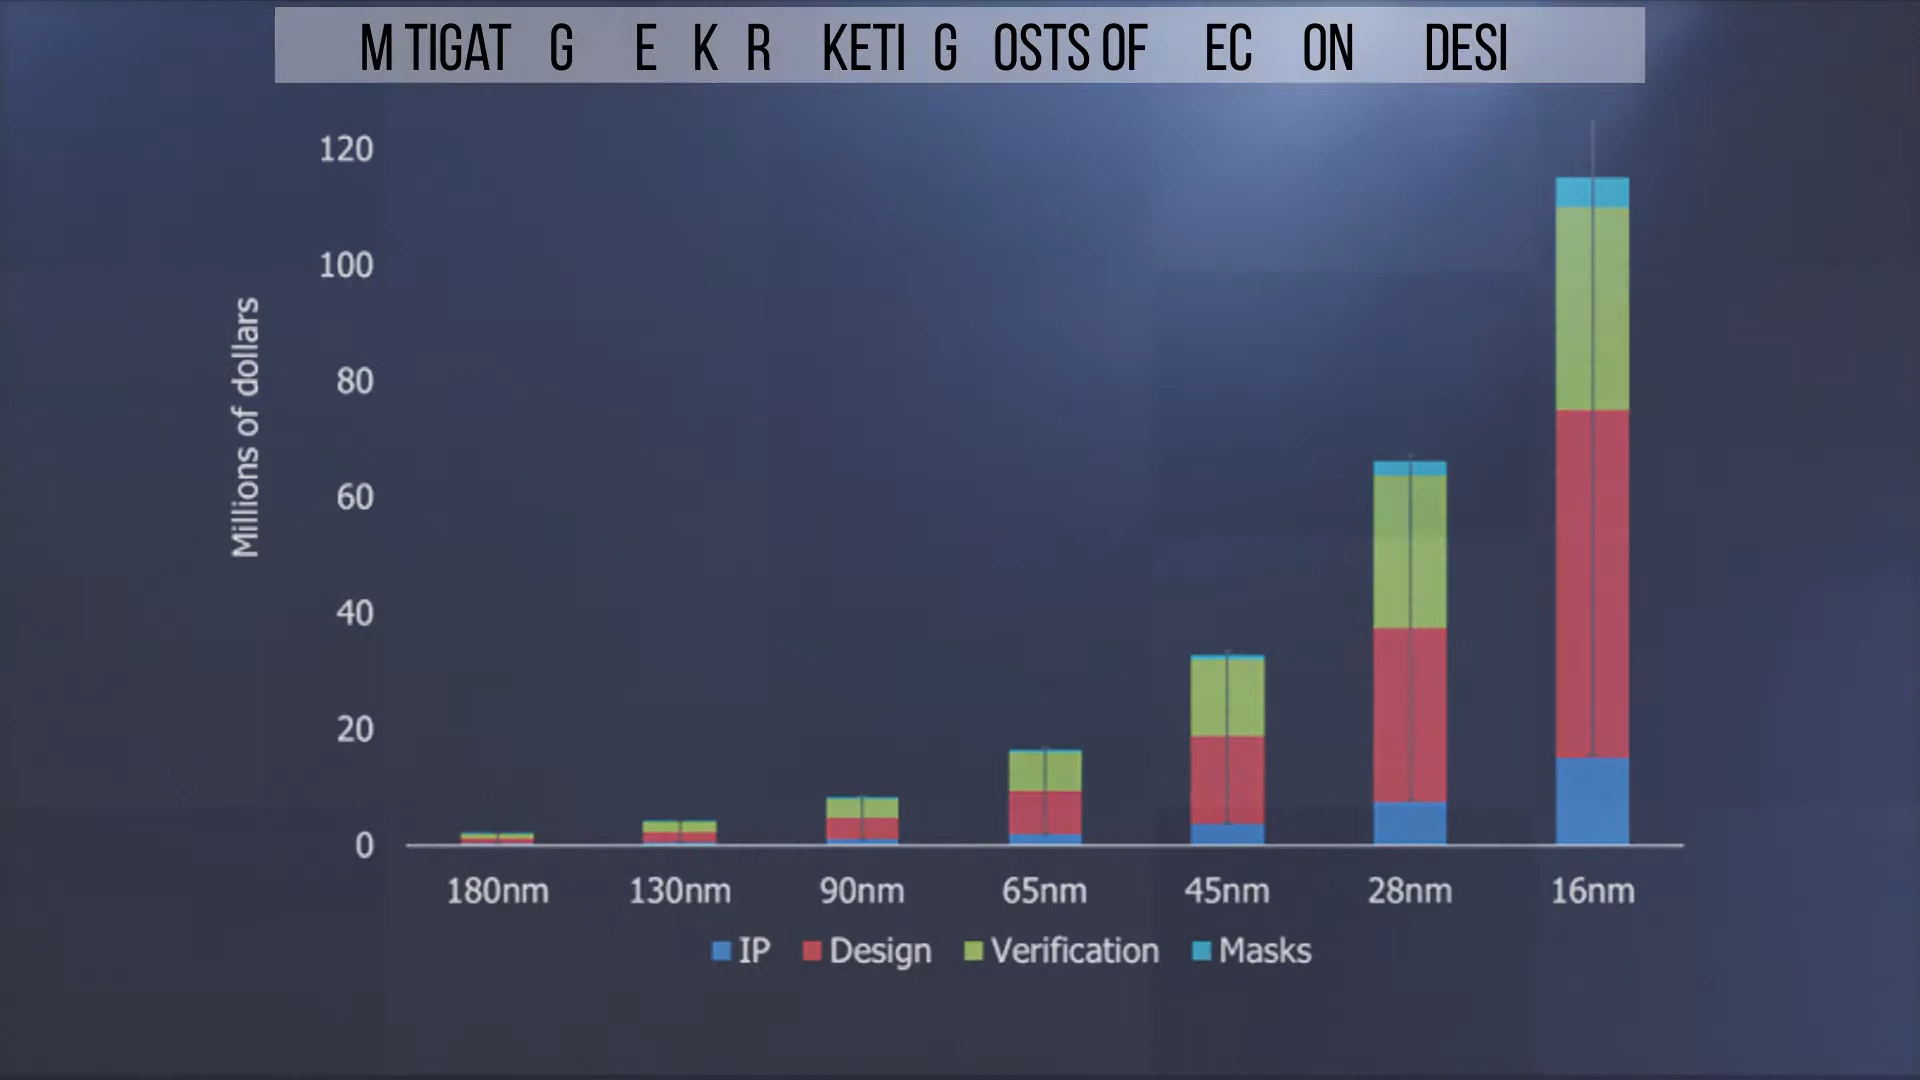 M TIGAT G E K R KETI G OSTS OF EC ON DESI
120
100
80
60
40
20
0
Millions of dollars
180nm 130nm 90nm 65nm 45nm 28nm 16nm
IP Design Verification Masks